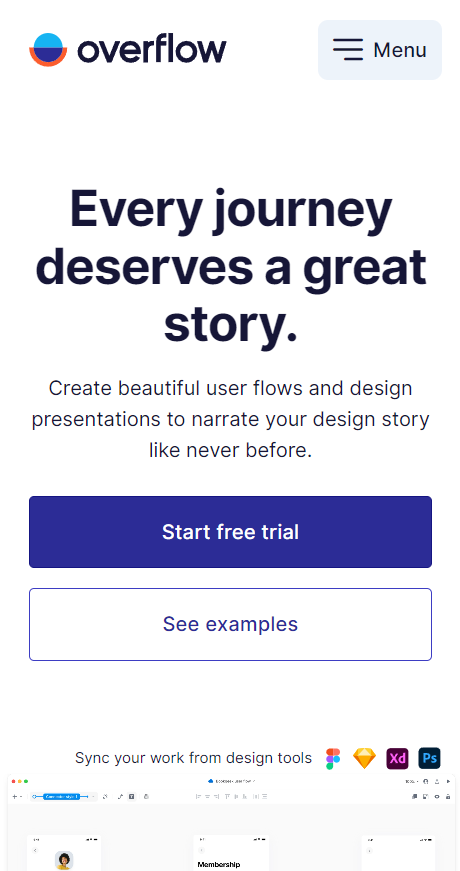 overflow
Menu
Every journey
deserves a great
story.
Create beautiful user flows and design
presentations to narrate your design story
like never before.
Start free trial
See examples
Sync your work from design tools
Xd
Ps
Membership